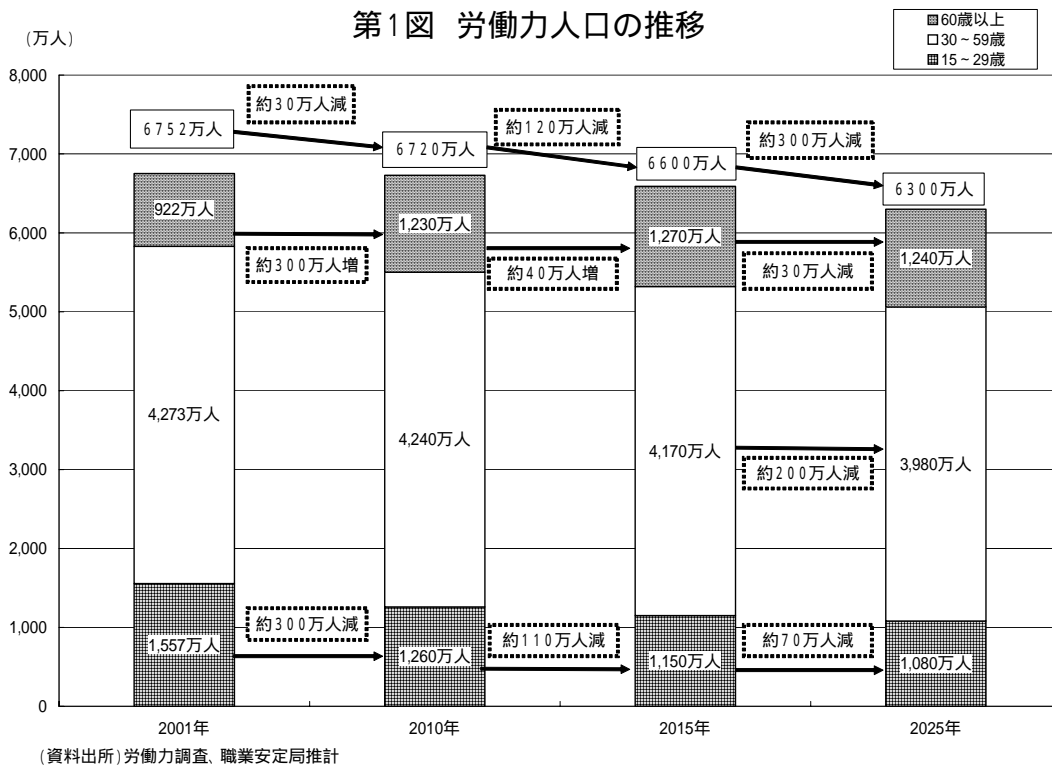 第1図 労働力人口の推移
(万人)
60歳以上
30～59歳
15～29歳
8,000
7,000
6,000
5,000
4,000
3,000
2,000
1,000
0
6752万人
約30万人減
6720万人
約120万人減
6600万人
約300万人減
6300万人
922万人
約300万人増
1,230万人
約40万人増
1,270万人
約30万人減
1,240万人
4,273万人
4,240万人
4,170万人
約200万人減
3,980万人
1,557万人
約300万人減
1,260万人
約110万人減
1,150万人
約70万人減
1,080万人
2001年
2010年
2015年
2025年
(資料出所)労働力調査、職業安定局推計